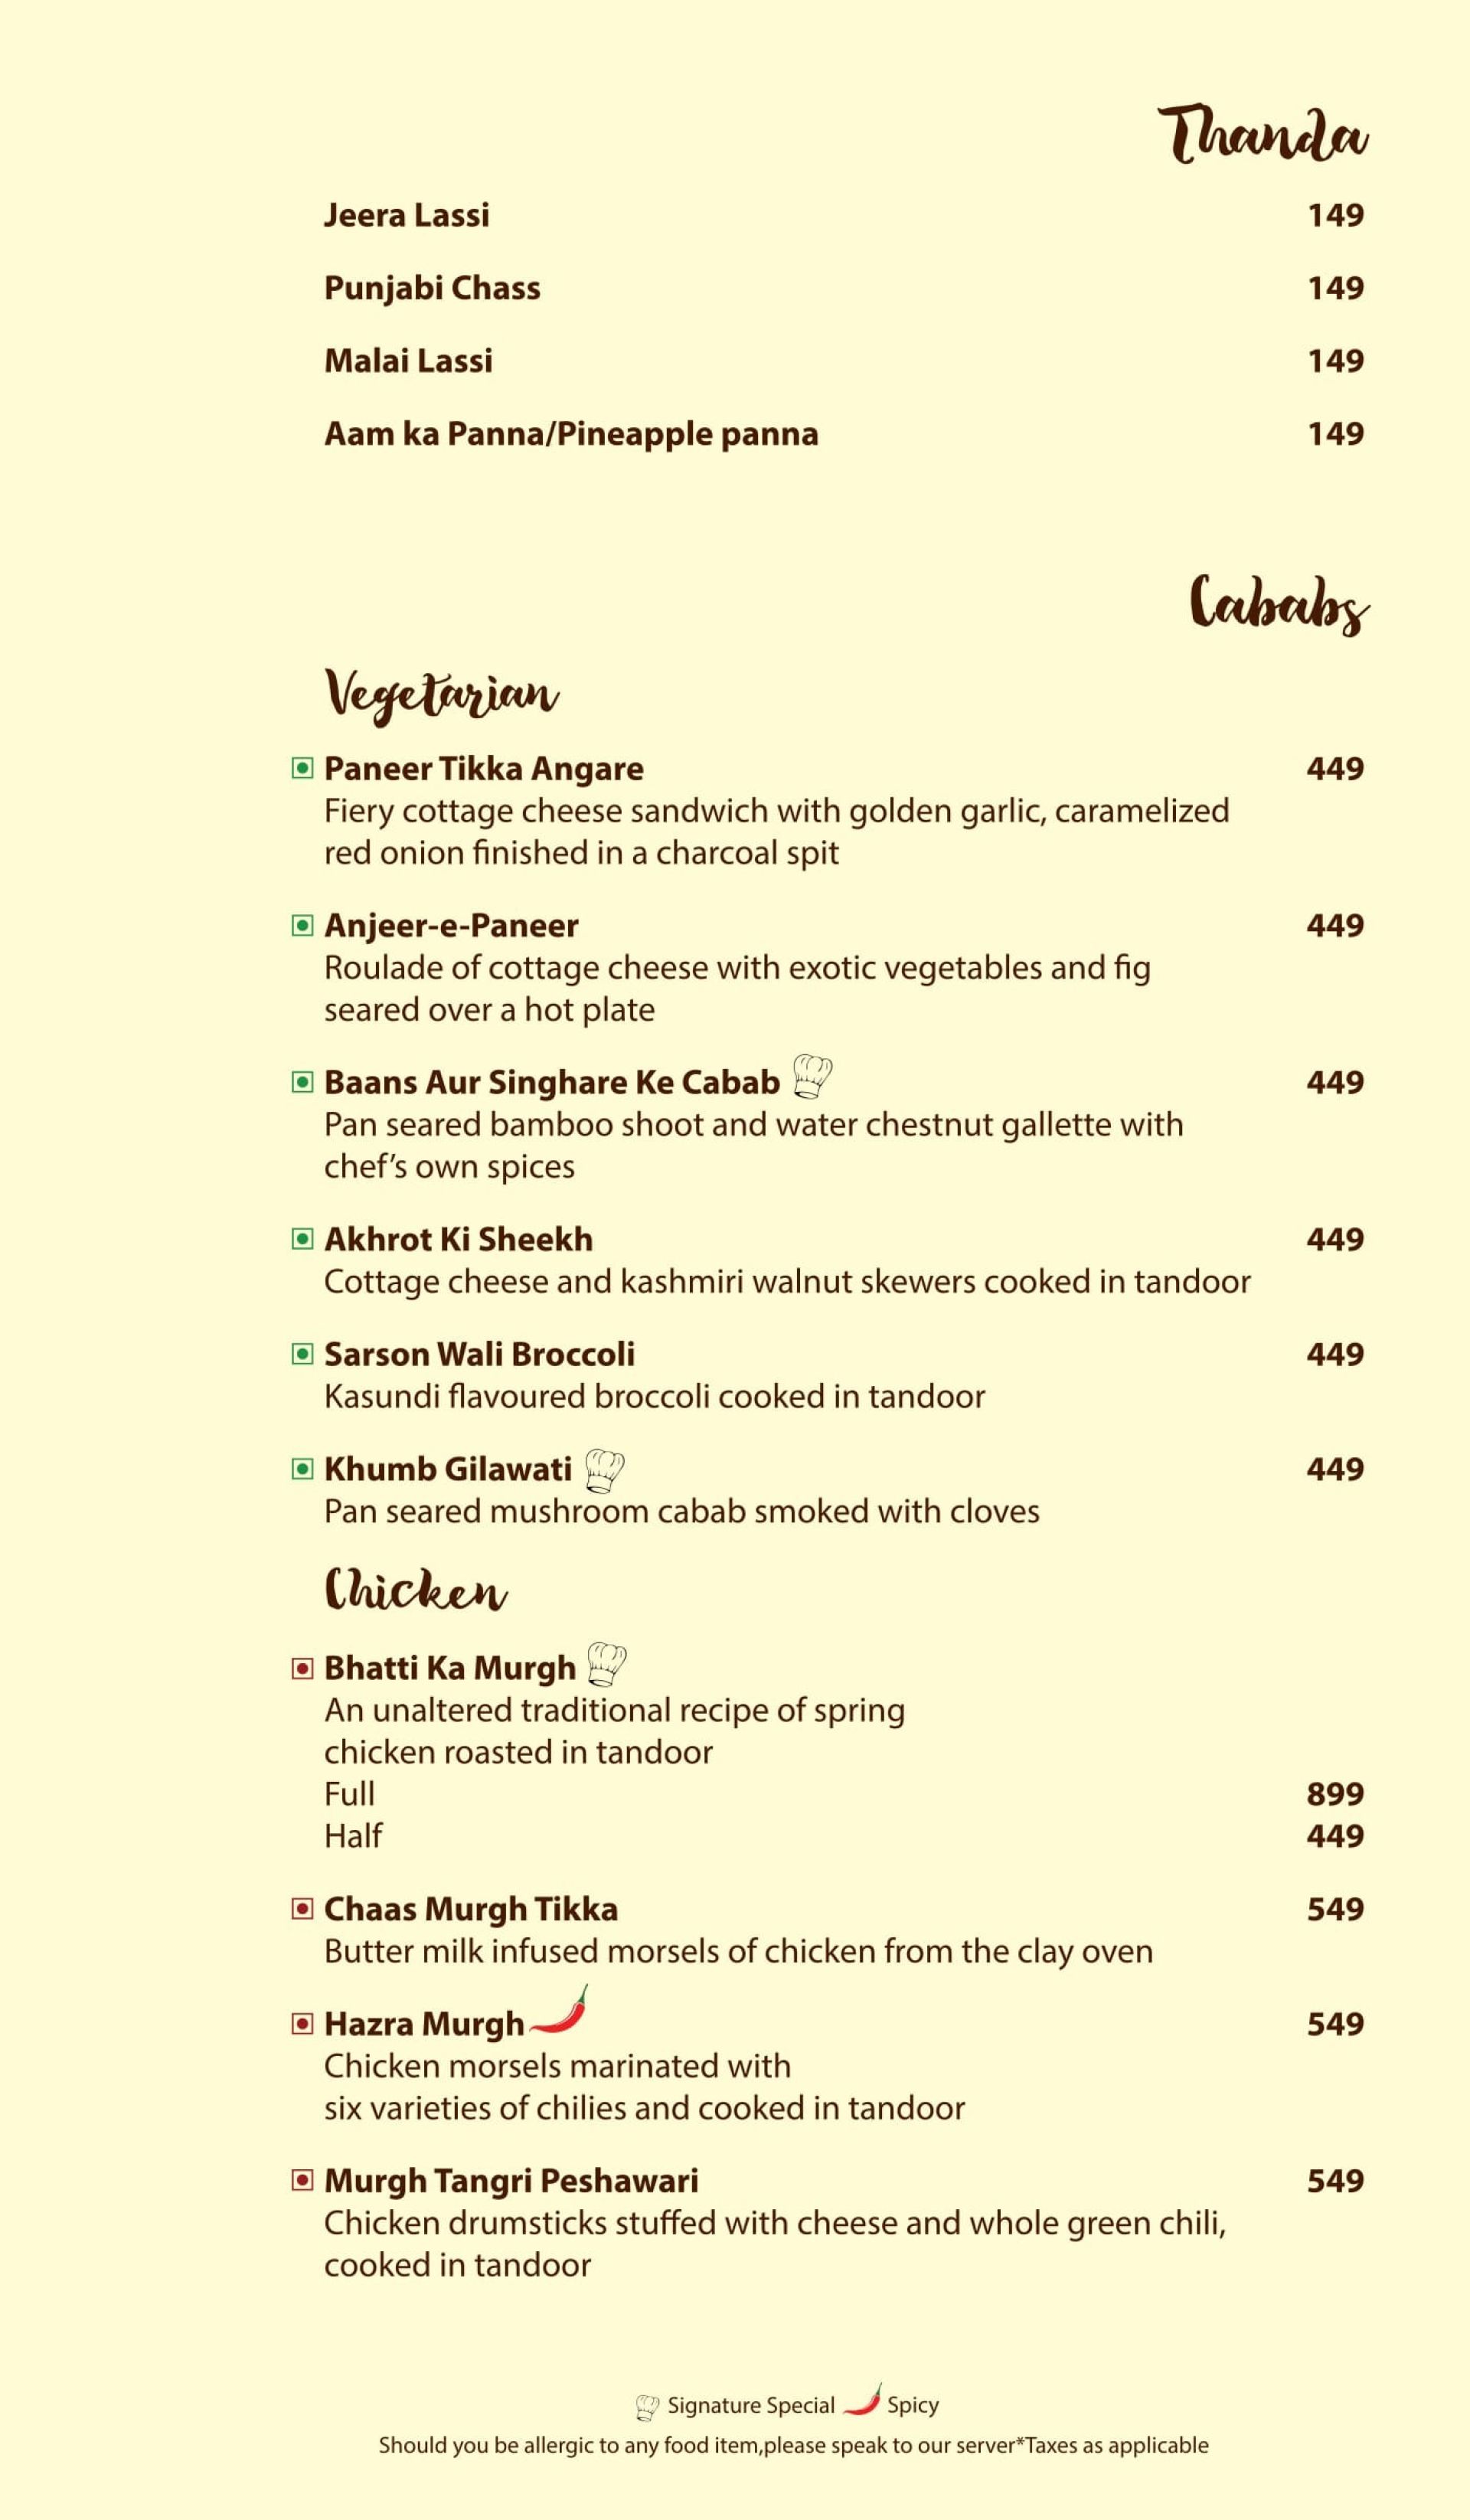 Thanda
Jeera Lassi 149
Punjabi Chass 149
Malai Lassi 149
Aam ka Panna/Pineapple panna 149
Cababs
Vegetarian
Paneer Tikka Angare 449
Fiery cottage cheese sandwich with golden garlic, caramelized
red onion finished in a charcoal spit
Anjeer-e-Paneer 449
Roulade of cottage cheese with exotic vegetables and fig
seared over a hot plate
Baans Aur Singhare Ke Cabab 449
Pan seared bamboo shoot and water chestnut gallette with
chef’s own spices
Akhrot Ki Sheekh 449
Cottage cheese and kashmiri walnut skewers cooked in tandoor
Sarson Wali Broccoli 449
Kasundi flavoured broccoli cooked in tandoor
Khumb Gilawati 449
Pan seared mushroom cabab smoked with cloves
Chicken
Bhatti Ka Murgh
An unaltered traditional recipe of spring
chicken roasted in tandoor
Full 899
Half 449
Chaas Murgh Tikka 549
Butter milk infused morsels of chicken from the clay oven
Hazra Murgh 549
Chicken morsels marinated with
six varieties of chilies and cooked in tandoor
Murgh Tangri Peshawari 549
Chicken drumsticks stuffed with cheese and whole green chili,
cooked in tandoor
Signature Special Spicy
Should you be allergic to any food item,please speak to our server*Taxes as applicable